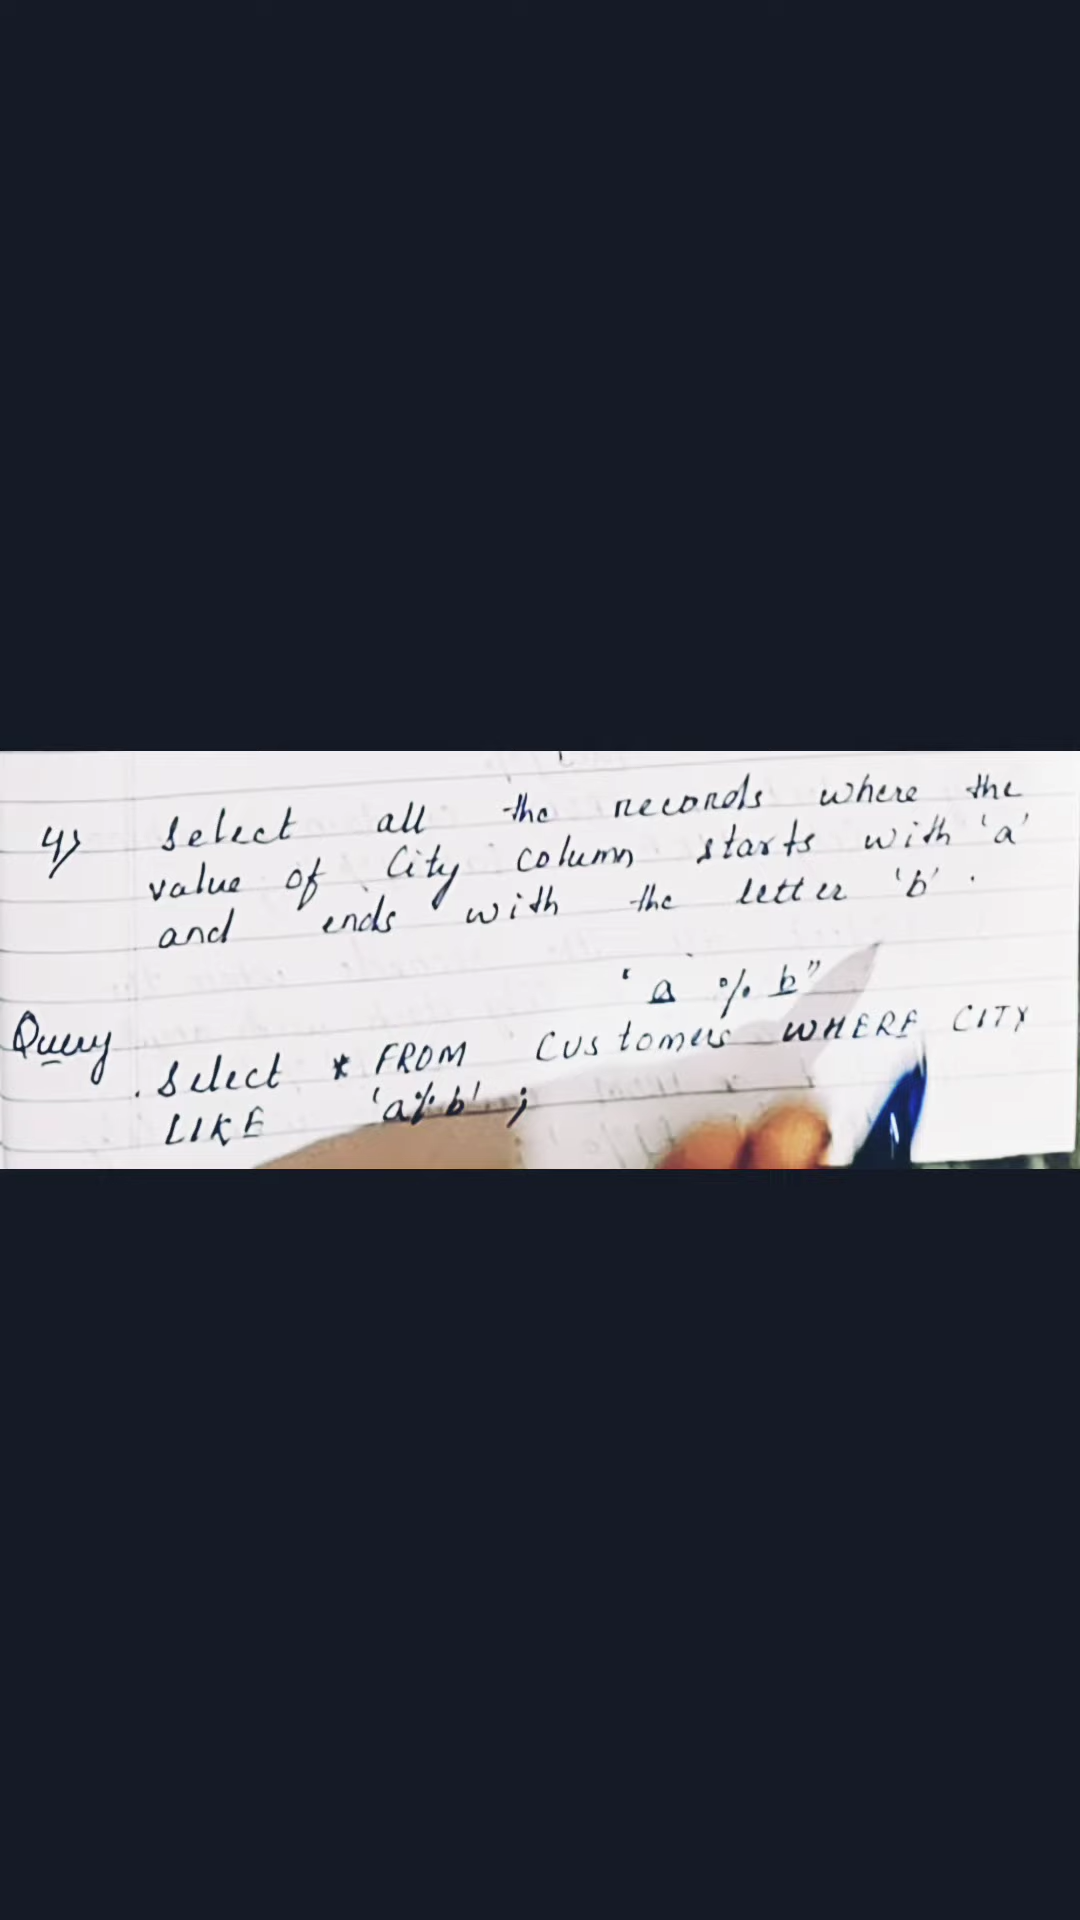 4) Select all the records where the
value of City column starts with 'a'
and ends with the letter 'b'.
'a % b"
Query
. Select * FROM Customers WHERE CITY
LIKE 'a%b' ;